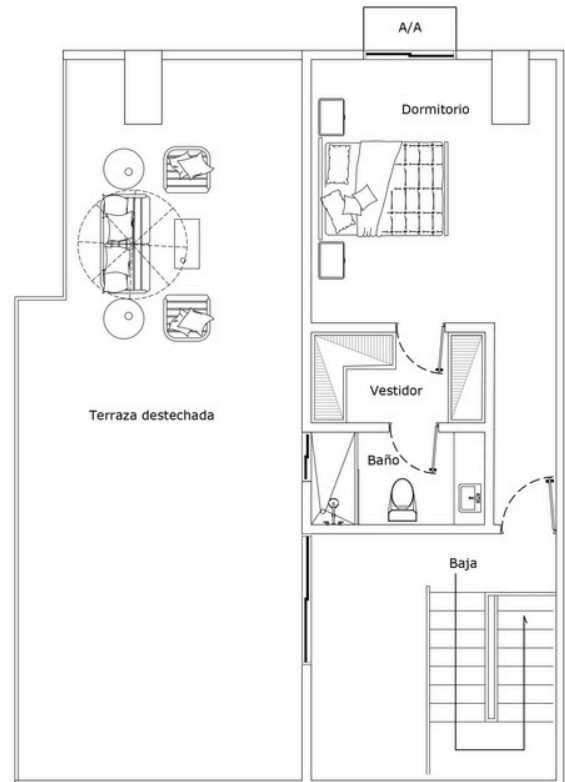 A/A
Dormitorio
Vestidor
Terraza destechada
Baño
Baja